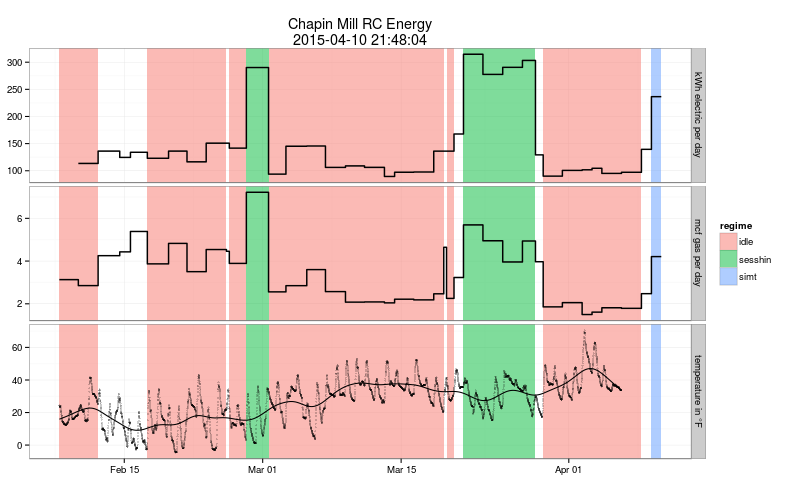 Chapin Mill RC Energy
2015-04-10 21:48:04
300
250
200
150
100
kWh electric per day
6
4
2
mcf gas per day
60
40
20
0
temperature in °F
Feb 15
Mar 01
Mar 15
Apr 01
regime
idle
sesshin
simt